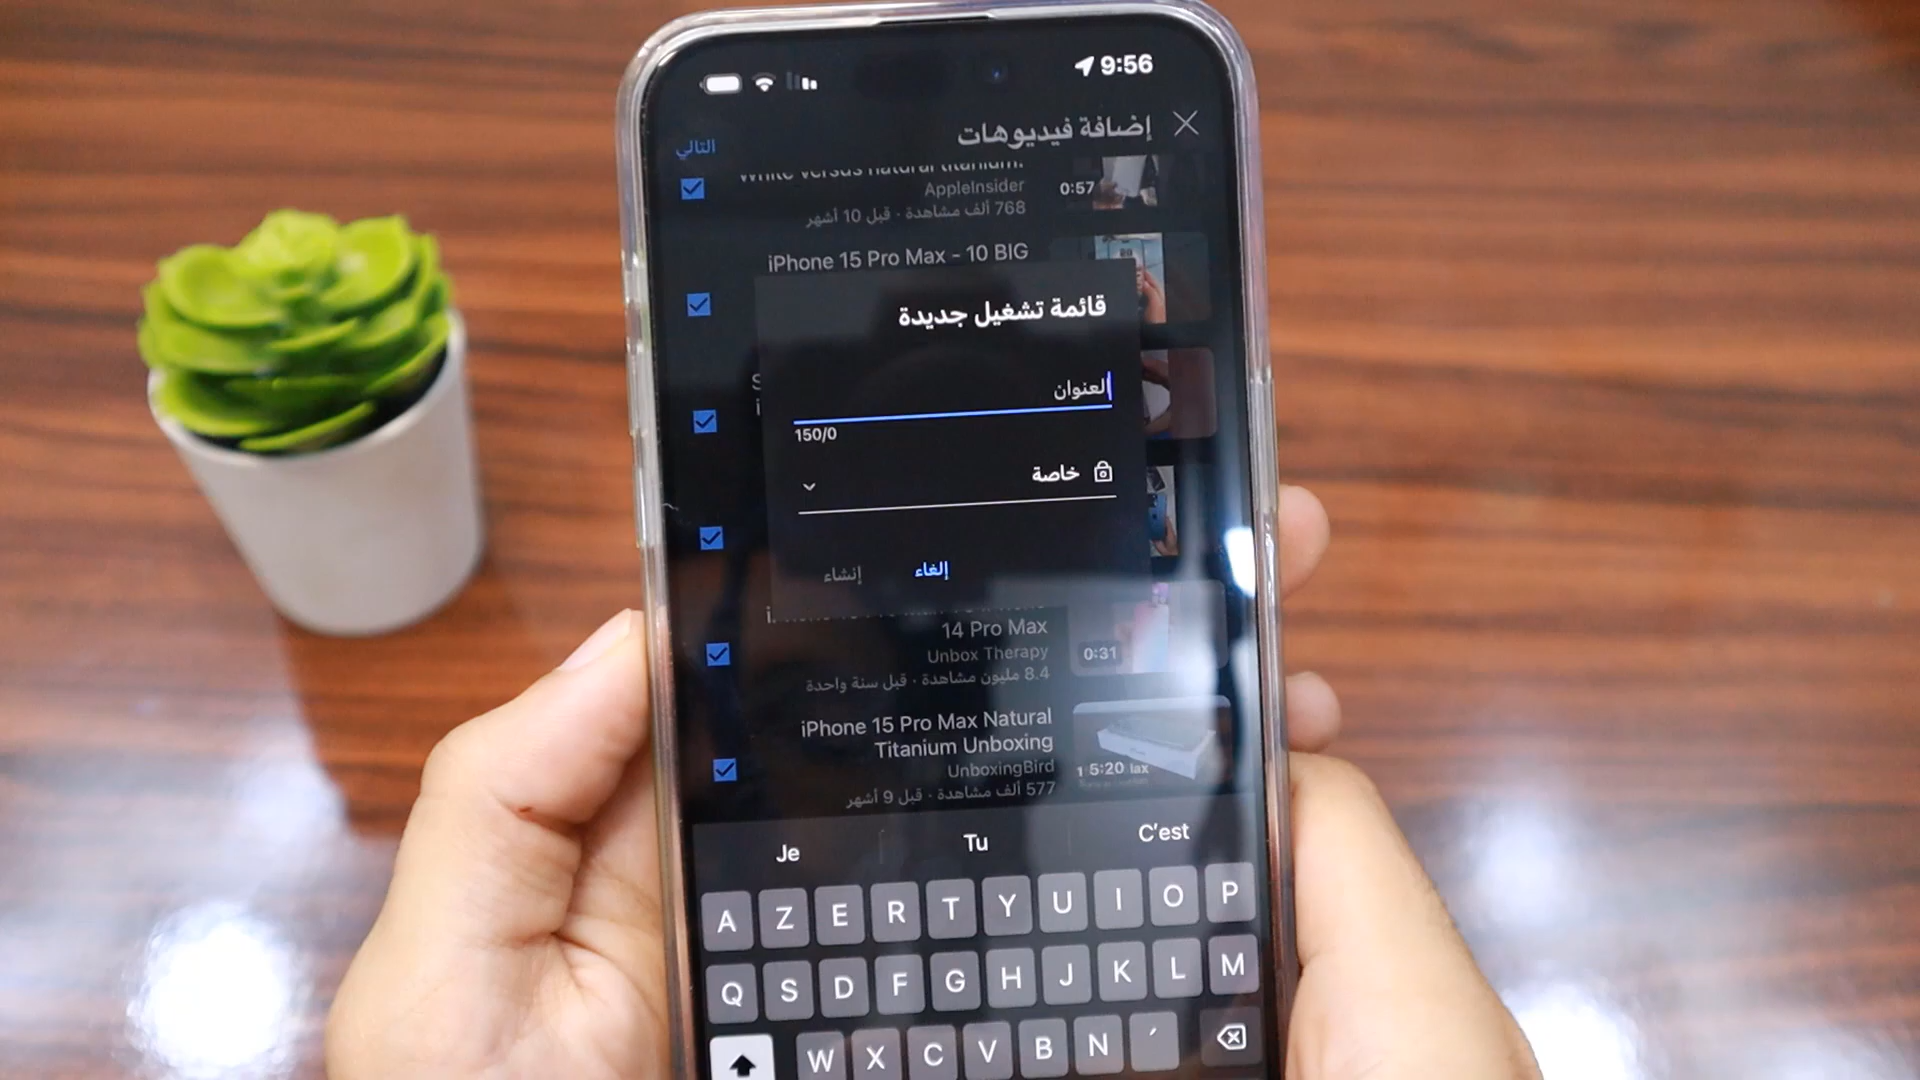 9:56
إضافة فيديوهات
التالي
White versus natural titanium.
AppleInsider
768 ألف مشاهدة · قبل 10 أشهر
0:57
iPhone 15 Pro Max - 10 BIG
قائمة تشغيل جديدة
العنوان
150/0
خاصة
إلغاء
إنشاء
14 Pro Max
Unbox Therapy
8.4 مليون مشاهدة · قبل سنة واحدة
0:31
iPhone 15 Pro Max Natural
Titanium Unboxing
UnboxingBird
577 ألف مشاهدة · قبل 9 أشهر
5:20
Je Tu C'est
A Z E R T Y U I O P
Q S D F G H J K L M
W X C V B N ´